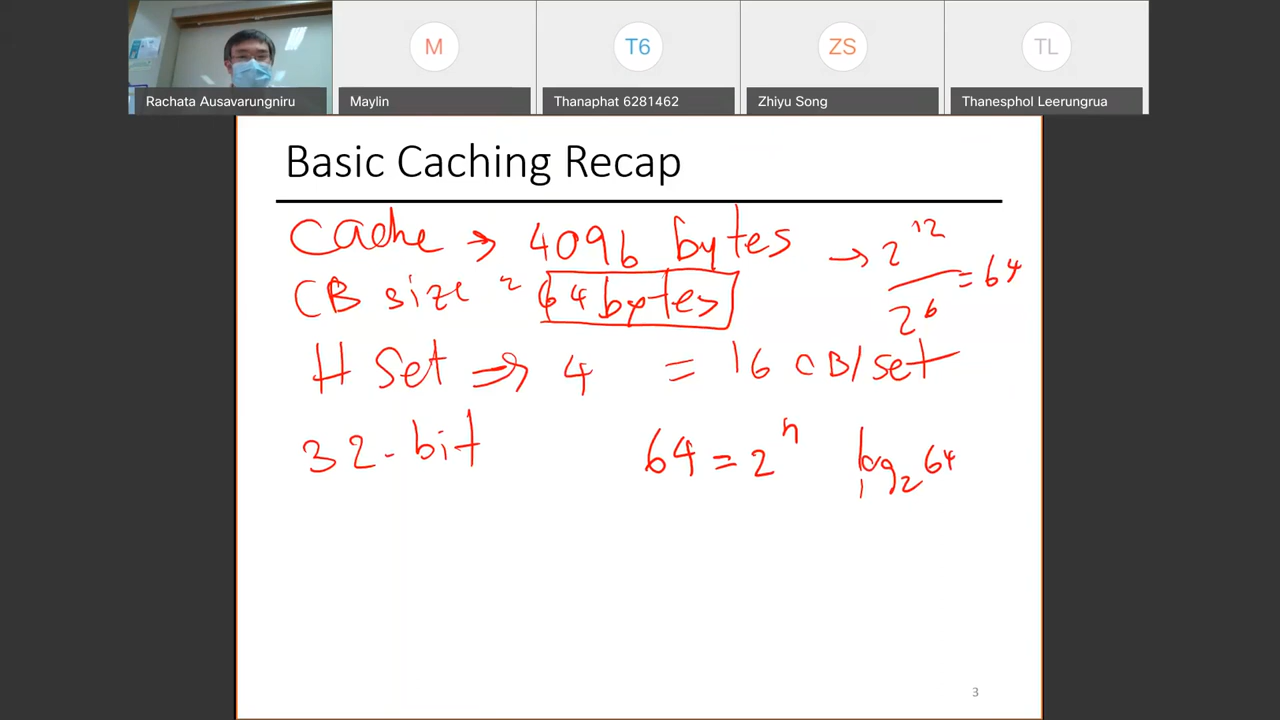 M
T6
ZS
TL
Rachata Ausavarungniru
Maylin
Thanaphat 6281462
Zhiyu Song
Thanesphol Leerungrua
Basic Caching Recap
Cache → 4096 bytes → 2^12 / 2^6 = 64
CB size = 64 bytes
# Set ⇒ 4 = 16 CB/set
32-bit 64 = 2^n log_2 64
3